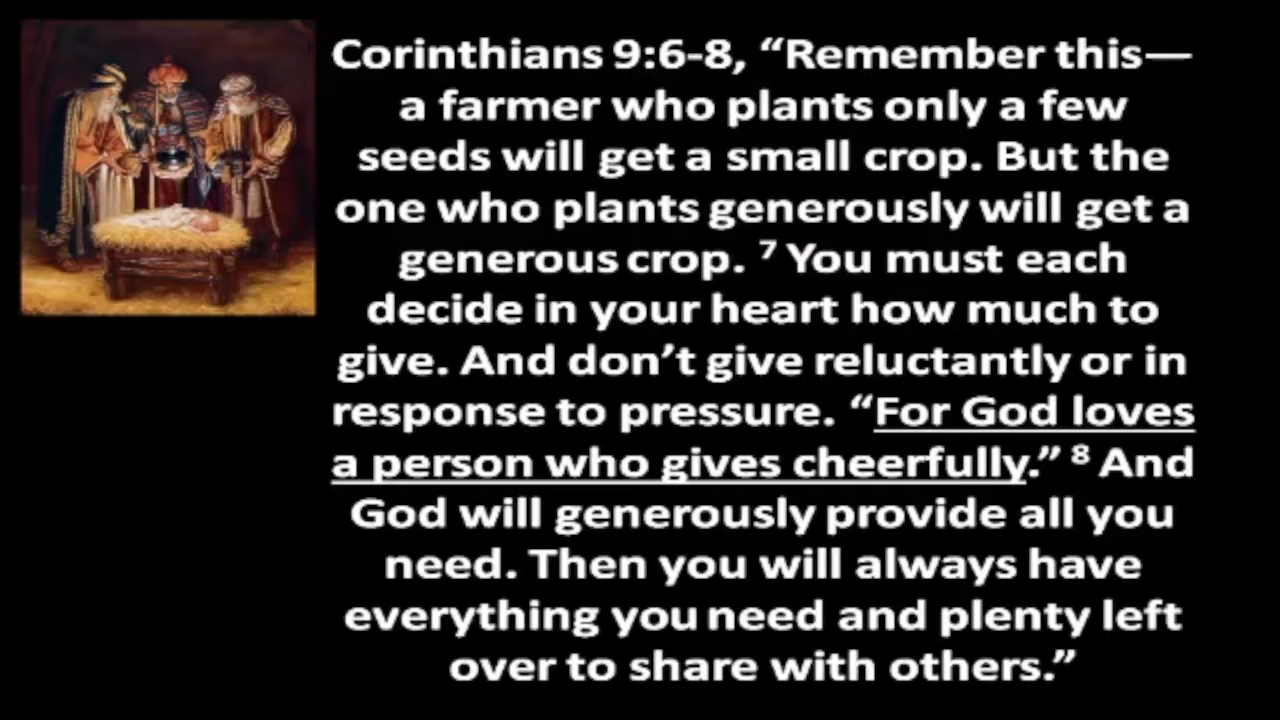 Corinthians 9:6-8, “Remember this—
a farmer who plants only a few
seeds will get a small crop. But the
one who plants generously will get a
generous crop. ⁷ You must each
decide in your heart how much to
give. And don’t give reluctantly or in
response to pressure. “For God loves
a person who gives cheerfully.” ⁸ And
God will generously provide all you
need. Then you will always have
everything you need and plenty left
over to share with others.”